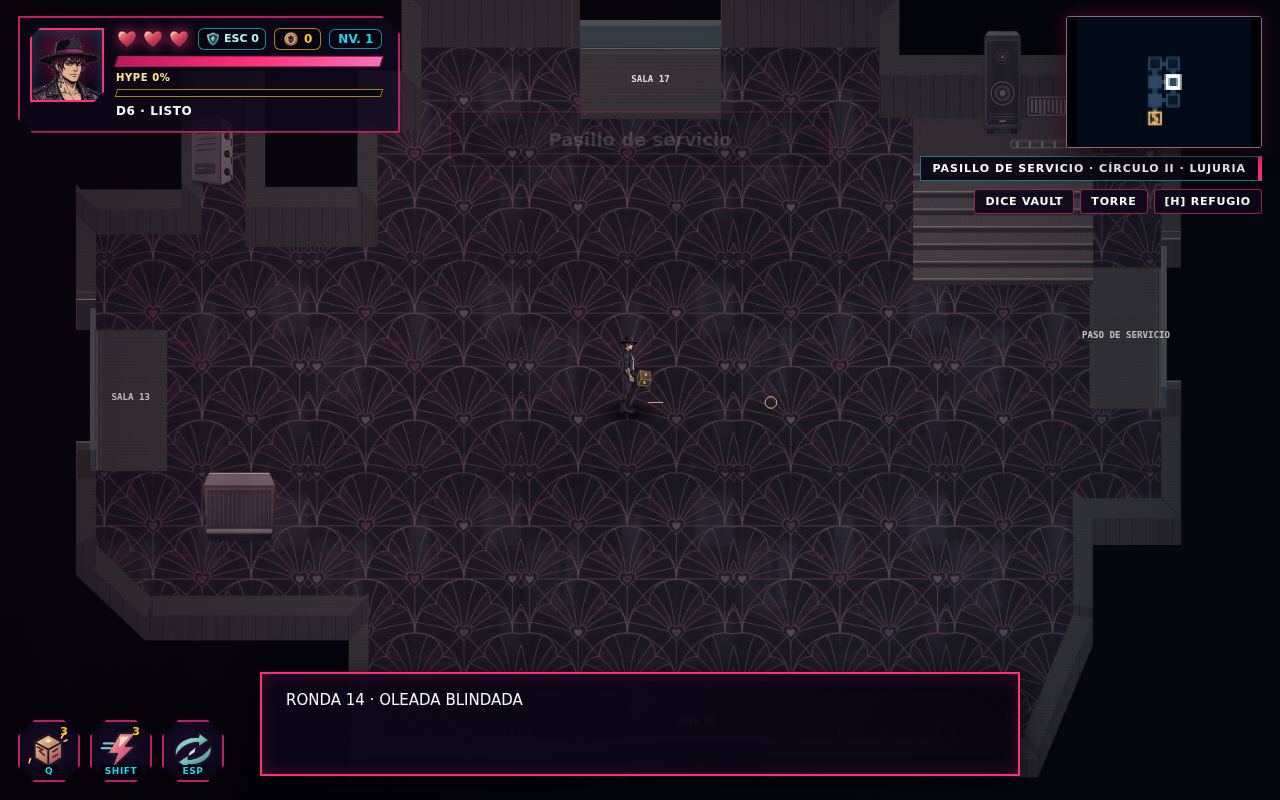 ESC 0
0
NV. 1
HYPE 0%
D6 · LISTO
SALA 17
Pasillo de servicio
PASILLO DE SERVICIO · CÍRCULO II · LUJURIA
DICE VAULT
TORRE
[H] REFUGIO
PASO DE SERVICIO
SALA 13
RONDA 14 · OLEADA BLINDADA
3
Q
3
SHIFT
ESP